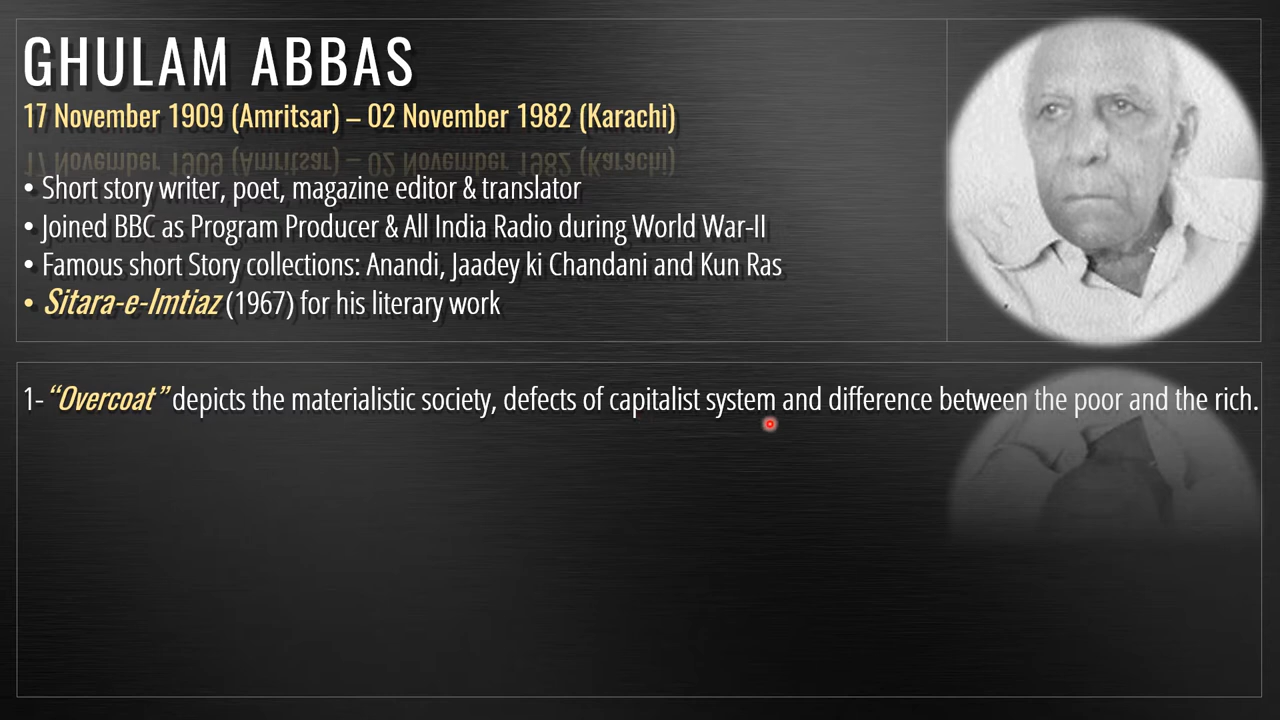 GHULAM ABBAS
17 November 1909 (Amritsar) – 02 November 1982 (Karachi)
• Short story writer, poet, magazine editor & translator
• Joined BBC as Program Producer & All India Radio during World War-II
• Famous short Story collections: Anandi, Jaadey ki Chandani and Kun Ras
• Sitara-e-Imtiaz (1967) for his literary work
1- “Overcoat” depicts the materialistic society, defects of capitalist system and difference between the poor and the rich.